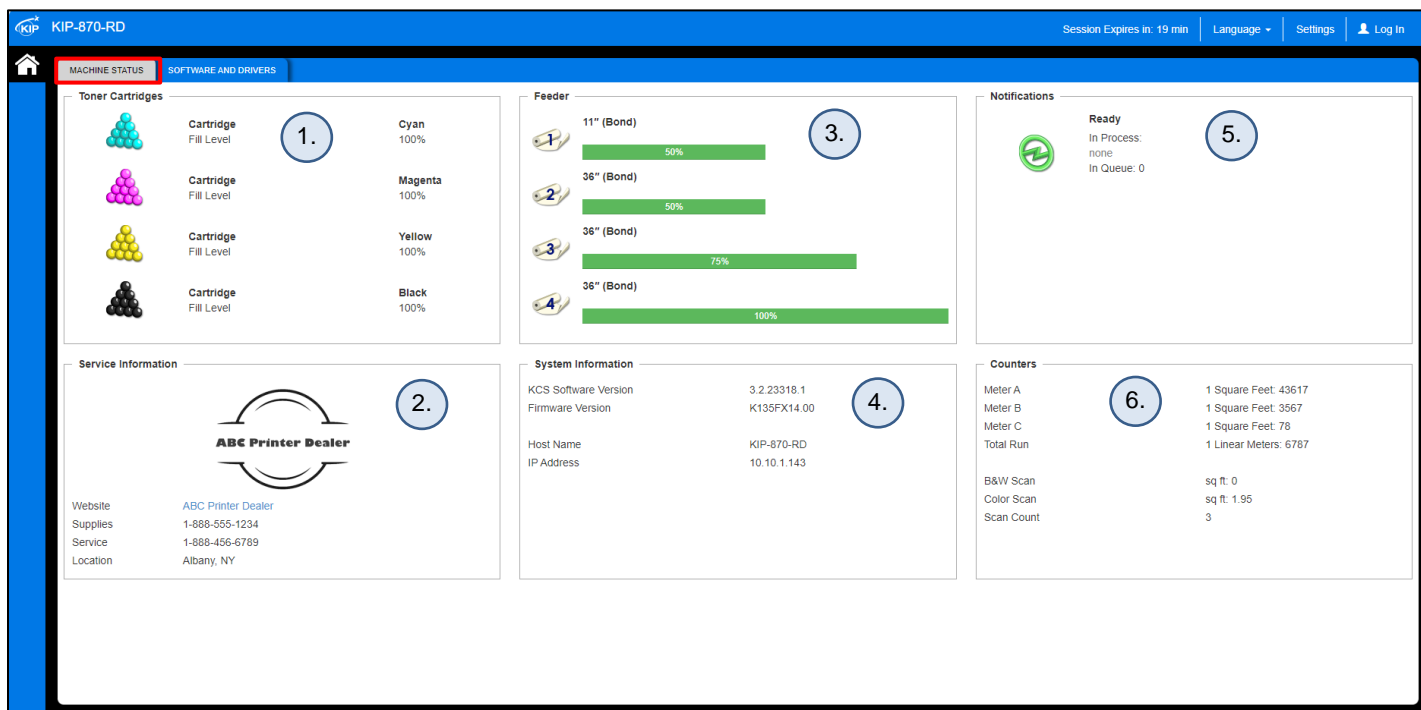 KIP KIP-870-RD
Session Expires in: 19 min Language Settings Log In
MACHINE STATUS SOFTWARE AND DRIVERS
Toner Cartridges
Cartridge Cyan
Fill Level 100%
Cartridge Magenta
Fill Level 100%
Cartridge Yellow
Fill Level 100%
Cartridge Black
Fill Level 100%
1.
Feeder
11" (Bond)
1 50%
36" (Bond)
2 50%
36" (Bond)
3 75%
36" (Bond)
4 100%
3.
Notifications
Ready
In Process:
none
In Queue: 0
5.
Service Information
2.
ABC Printer Dealer
Website ABC Printer Dealer
Supplies 1-888-555-1234
Service 1-888-456-6789
Location Albany, NY
System Information
KCS Software Version 3.2.23318.1
Firmware Version K135FX14.00
Host Name KIP-870-RD
IP Address 10.10.1.143
4.
Counters
Meter A 1 Square Feet: 43617
Meter B 1 Square Feet: 3567
Meter C 1 Square Feet: 78
Total Run 1 Linear Meters: 6787
B&W Scan sq ft: 0
Color Scan sq ft: 1.95
Scan Count 3
6.